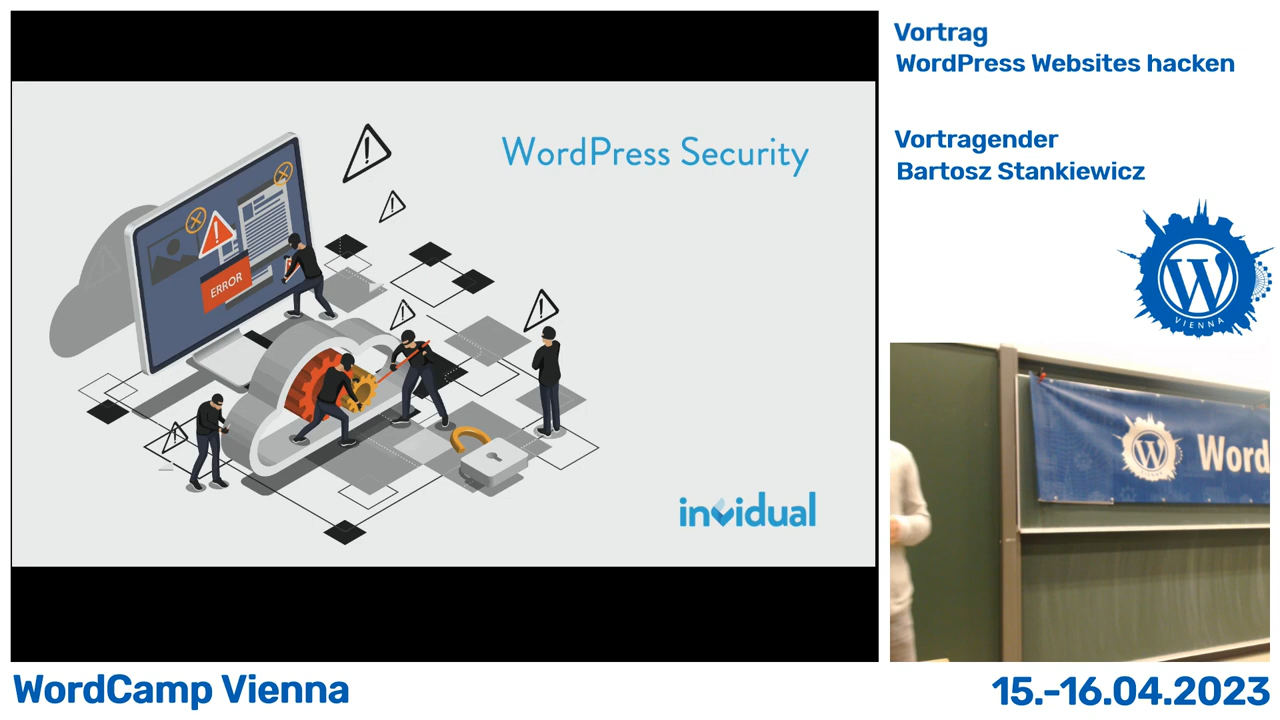 Vortrag
WordPress Websites hacken
Vortragender
Bartosz Stankiewicz
WordPress Security
ERROR
invidual
W
VIENNA
W
Word
WordCamp Vienna
15.-16.04.2023